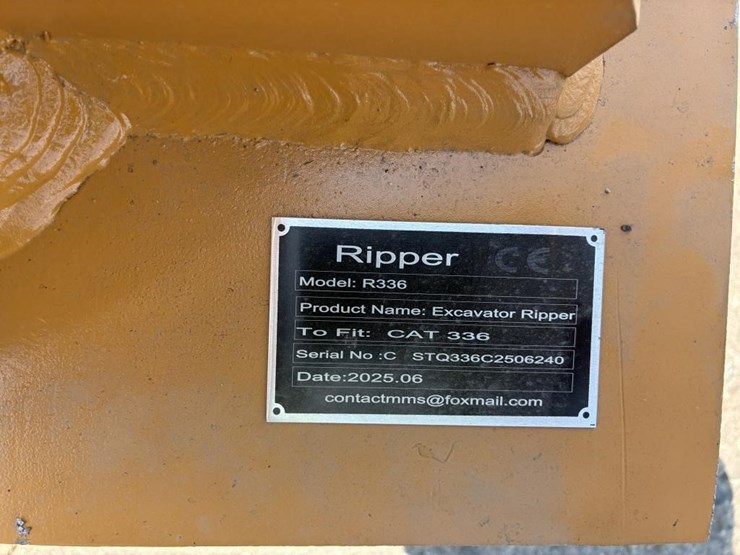 Ripper CE
Model: R336
Product Name: Excavator Ripper
To Fit: CAT 336
Serial No :C STQ336C2506240
Date:2025.06
contactmms@foxmail.com